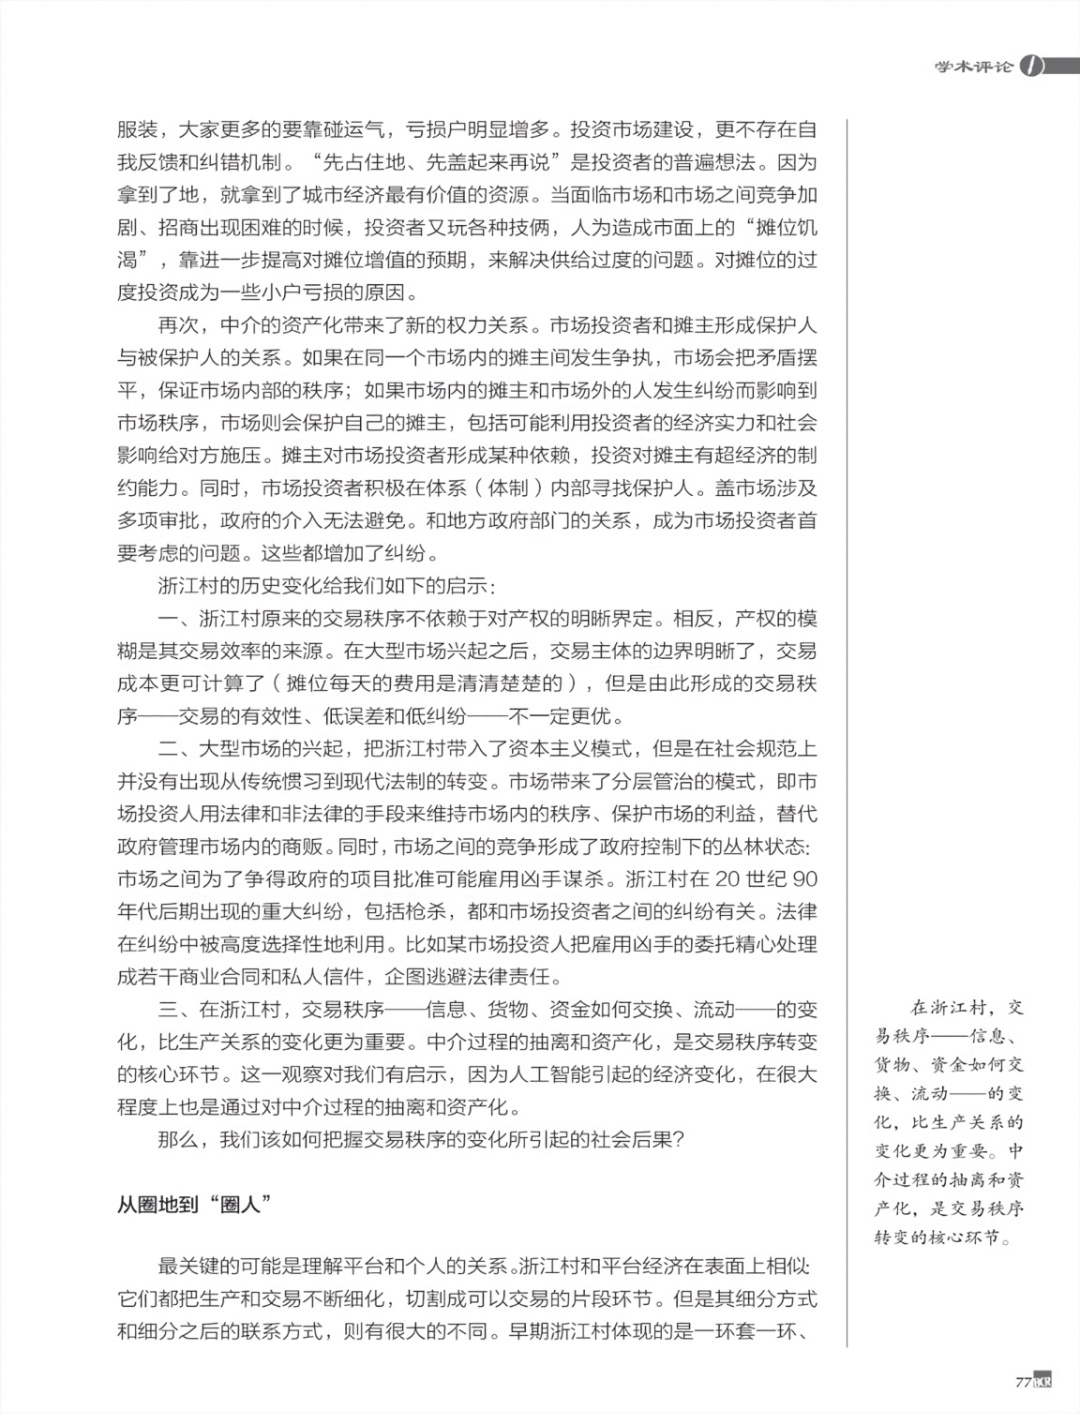 学术评论
服装，大家更多的要靠碰运气，亏损户明显增多。投资市场建设，更不存在自
我反馈和纠错机制。“先占住地、先盖起来再说”是投资者的普遍想法。因为
拿到了地，就拿到了城市经济最有价值的资源。当面临市场和市场之间竞争加
剧、招商出现困难的时候，投资者又玩各种技俩，人为造成市面上的“摊位饥
渴”，靠进一步提高对摊位增值的预期，来解决供给过度的问题。对摊位的过
度投资成为一些小户亏损的原因。
再次，中介的资产化带来了新的权力关系。市场投资者和摊主形成保护人
与被保护人的关系。如果在同一个市场内的摊主间发生争执，市场会把矛盾摆
平，保证市场内部的秩序；如果市场内的摊主和市场外的人发生纠纷而影响到
市场秩序，市场则会保护自己的摊主，包括可能利用投资者的经济实力和社会
影响给对方施压。摊主对市场投资者形成某种依赖，投资对摊主有超经济的制
约能力。同时，市场投资者积极在体系（体制）内部寻找保护人。盖市场涉及
多项审批，政府的介入无法避免。和地方政府部门的关系，成为市场投资者首
要考虑的问题。这些都增加了纠纷。
浙江村的历史变化给我们如下的启示：
一、浙江村原来的交易秩序不依赖于对产权的明晰界定。相反，产权的模
糊是其交易效率的来源。在大型市场兴起之后，交易主体的边界明晰了，交易
成本更可计算了（摊位每天的费用是清清楚楚的），但是由此形成的交易秩
序——交易的有效性、低误差和低纠纷——不一定更优。
二、大型市场的兴起，把浙江村带入了资本主义模式，但是在社会规范上
并没有出现从传统惯习到现代法制的转变。市场带来了分层管治的模式，即市
场投资人用法律和非法律的手段来维持市场内的秩序、保护市场的利益，替代
政府管理市场内的商贩。同时，市场之间的竞争形成了政府控制下的丛林状态：
市场之间为了争得政府的项目批准可能雇用凶手谋杀。浙江村在 20 世纪 90
年代后期出现的重大纠纷，包括枪杀，都和市场投资者之间的纠纷有关。法律
在纠纷中被高度选择性地利用。比如某市场投资人把雇用凶手的委托精心处理
成若干商业合同和私人信件，企图逃避法律责任。
三、在浙江村，交易秩序——信息、货物、资金如何交换、流动——的变
化，比生产关系的变化更为重要。中介过程的抽离和资产化，是交易秩序转变
的核心环节。这一观察对我们有启示，因为人工智能引起的经济变化，在很大
程度上也是通过对中介过程的抽离和资产化。
那么，我们该如何把握交易秩序的变化所引起的社会后果？
从圈地到“圈人”
最关键的可能是理解平台和个人的关系。浙江村和平台经济在表面上相似：
它们都把生产和交易不断细化，切割成可以交易的片段环节。但是其细分方式
和细分之后的联系方式，则有很大的不同。早期浙江村体现的是一环套一环、
在浙江村，交
易秩序——信息、
货物、资金如何交
换、流动——的变
化，比生产关系的
变化更为重要。中
介过程的抽离和资
产化，是交易秩序
转变的核心环节。
77